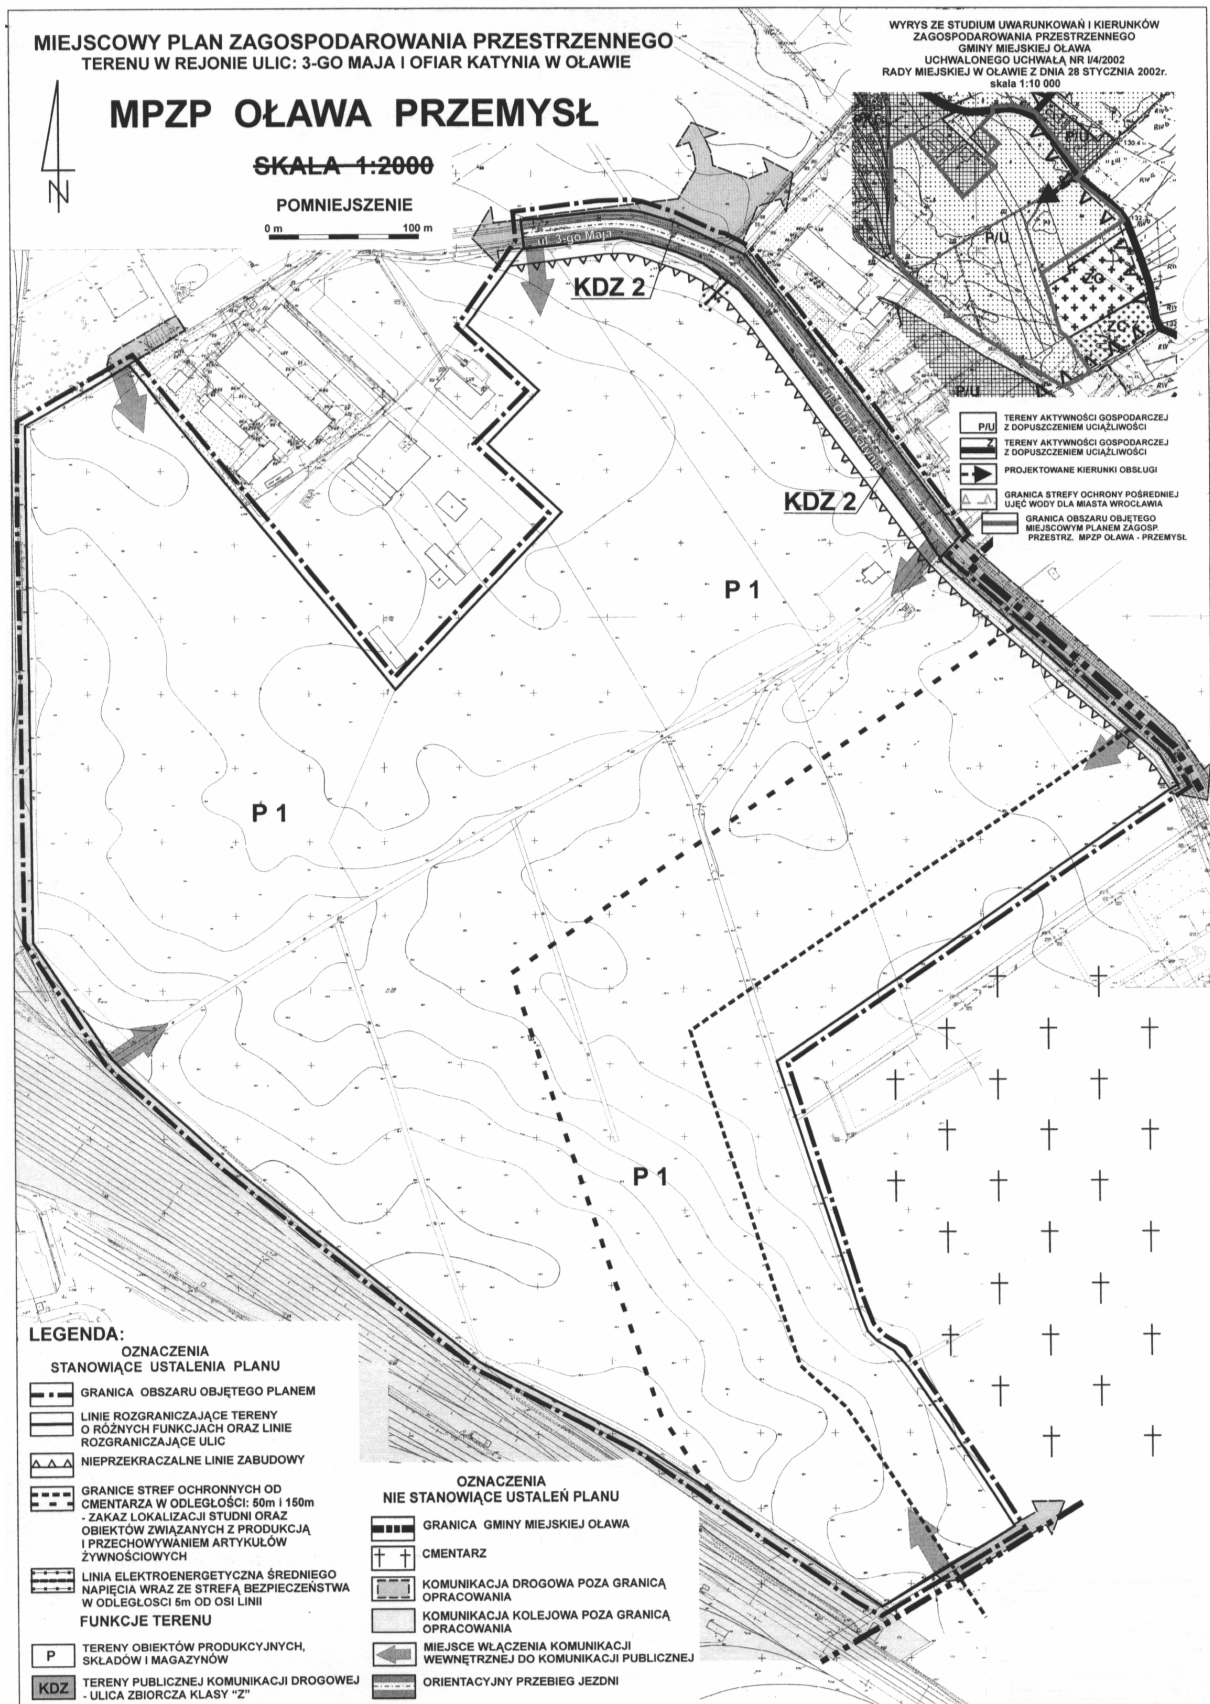 MIEJSCOWY PLAN ZAGOSPODAROWANIA PRZESTRZENNEGO
TERENU W REJONIE ULIC: 3-GO MAJA I OFIAR KATYNIA W OŁAWIE
MPZP OŁAWA PRZEMYSŁ
SKALA 1:2000
POMNIEJSZENIE
0 m 100 m
N
WYRYS ZE STUDIUM UWARUNKOWAŃ I KIERUNKÓW
ZAGOSPODAROWANIA PRZESTRZENNEGO
GMINY MIEJSKIEJ OŁAWA
UCHWALONEGO UCHWAŁĄ NR I/4/2002
RADY MIEJSKIEJ W OŁAWIE Z DNIA 28 STYCZNIA 2002r.
skala 1:10 000
P/U
P/U
ZC
ZC
P/U
P/U TERENY AKTYWNOŚCI GOSPODARCZEJ
Z DOPUSZCZENIEM UCIĄŻLIWOŚCI
Z TERENY AKTYWNOŚCI GOSPODARCZEJ
Z DOPUSZCZENIEM UCIĄŻLIWOŚCI
PROJEKTOWANE KIERUNKI OBSŁUGI
GRANICA STREFY OCHRONY POŚREDNIEJ
UJĘĆ WODY DLA MIASTA WROCŁAWIA
GRANICA OBSZARU OBJĘTEGO
MIEJSCOWYM PLANEM ZAGOSP.
PRZESTRZ. MPZP OŁAWA - PRZEMYSŁ
ul. 3-go Maja
KDZ 2
KDZ 2
P 1
P 1
P 1
LEGENDA:
OZNACZENIA
STANOWIĄCE USTALENIA PLANU
GRANICA OBSZARU OBJĘTEGO PLANEM
LINIE ROZGRANICZAJĄCE TERENY
O RÓŻNYCH FUNKCJACH ORAZ LINIE
ROZGRANICZAJĄCE ULIC
NIEPRZEKRACZALNE LINIE ZABUDOWY
GRANICE STREF OCHRONNYCH OD
CMENTARZA W ODLEGŁOŚCI: 50m i 150m
- ZAKAZ LOKALIZACJI STUDNI ORAZ
OBIEKTÓW ZWIĄZANYCH Z PRODUKCJĄ
I PRZECHOWYWANIEM ARTYKUŁÓW
ŻYWNOŚCIOWYCH
LINIA ELEKTROENERGETYCZNA ŚREDNIEGO
NAPIĘCIA WRAZ ZE STREFĄ BEZPIECZEŃSTWA
W ODLEGŁOSCI 5m OD OSI LINII
FUNKCJE TERENU
P TERENY OBIEKTÓW PRODUKCYJNYCH,
SKŁADÓW I MAGAZYNÓW
KDZ TERENY PUBLICZNEJ KOMUNIKACJI DROGOWEJ
- ULICA ZBIORCZA KLASY "Z"
OZNACZENIA
NIE STANOWIĄCE USTALEŃ PLANU
GRANICA GMINY MIEJSKIEJ OŁAWA
CMENTARZ
KOMUNIKACJA DROGOWA POZA GRANICĄ
OPRACOWANIA
KOMUNIKACJA KOLEJOWA POZA GRANICĄ
OPRACOWANIA
MIEJSCE WŁĄCZENIA KOMUNIKACJI
WEWNĘTRZNEJ DO KOMUNIKACJI PUBLICZNEJ
ORIENTACYJNY PRZEBIEG JEZDNI